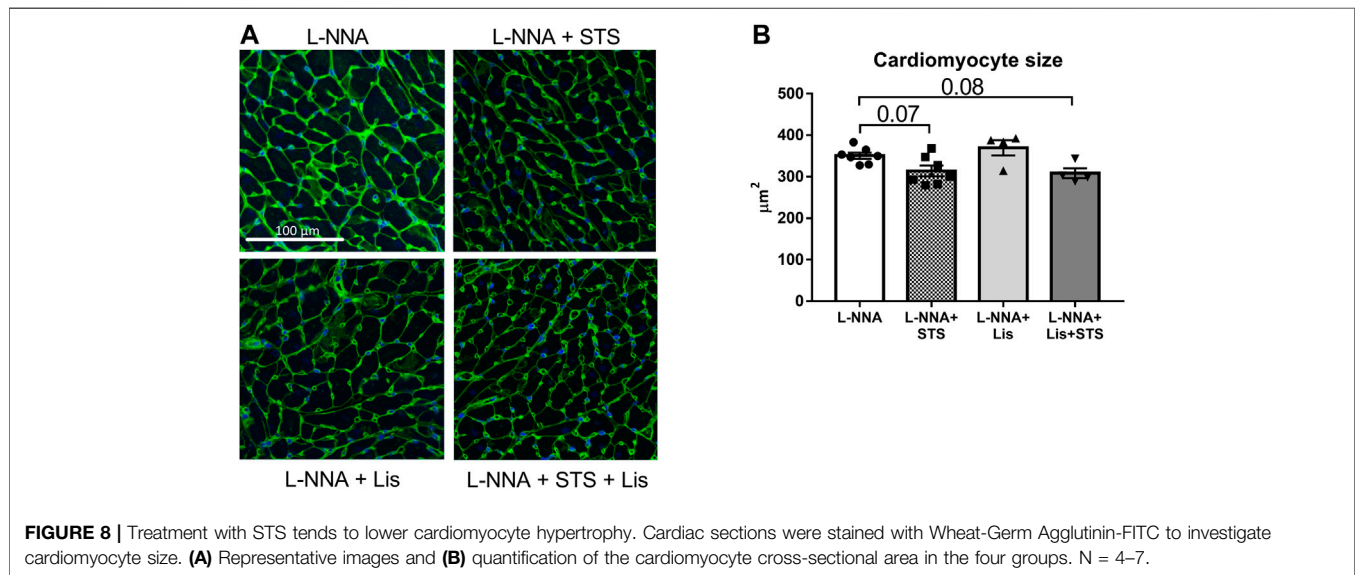 A
L-NNA
L-NNA + STS
100 µm
L-NNA + Lis
L-NNA + STS + Lis
B
Cardiomyocyte size
0.08
0.07
500
400
300
200
100
0
µm²
L-NNA
L-NNA+
STS
L-NNA+
Lis
L-NNA+
Lis+STS
FIGURE 8 | Treatment with STS tends to lower cardiomyocyte hypertrophy. Cardiac sections were stained with Wheat-Germ Agglutinin-FITC to investigate
cardiomyocyte size. (A) Representative images and (B) quantification of the cardiomyocyte cross-sectional area in the four groups. N = 4–7.